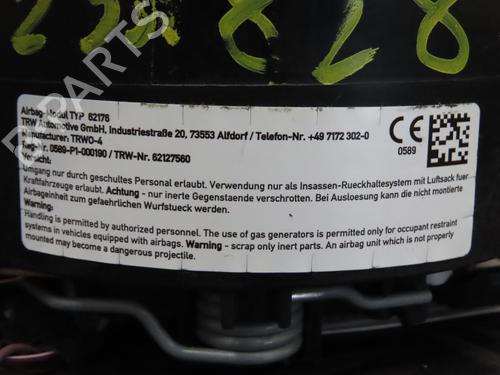 Airbag-Modul TYP 62176
TRW Automotive GmbH, Industriestraße 20, 73553 Alfdorf / Telefon-Nr. +49 7172 302-0
Manufacturer: TRWO-4
Reg.-Nr. 0589-P1-000190 / TRW-Nr. 62127560
Umgang nur durch geschultes Personal erlaubt. Verwendung nur als Insassen-Rueckhaltesystem mit Luftsack fuer
Kraftfahrzeuge erlaubt. Achtung - nur inerte Gegenstaende verschrotten. Bei Ausloesung kann die nicht montierte
Airbageinheit zum gefaehrlichen Wurfstueck werden.
Warning:
Handling is permitted by authorized personnel. The use of gas generators is permitted only for occupant restraint
systems in vehicles equipped with airbags. Warning - scrap only inert parts. An airbag unit which is not properly
mounted may become a dangerous projectile.
CE
0589